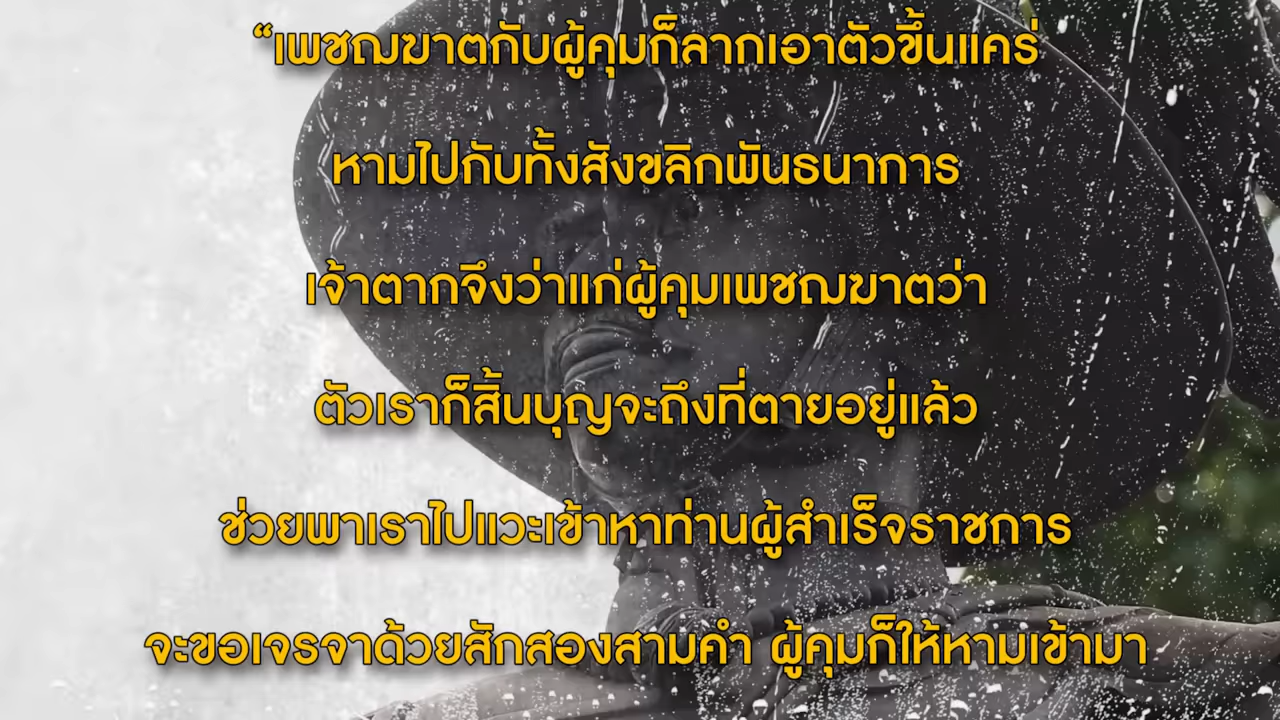 “เพชฌฆาตกับผู้คุมก็ลากเอาตัวขึ้นแคร่
หามไปกับทั้งสังขลิกพันธนาการ
เจ้าตากจึงว่าแก่ผู้คุมเพชฌฆาตว่า
ตัวเราก็สิ้นบุญจะถึงที่ตายอยู่แล้ว
ช่วยพาเราไปแวะเข้าหาท่านผู้สำเร็จราชการ
จะขอเจรจาด้วยสักสองสามคำ ผู้คุมก็ให้หามเข้ามา